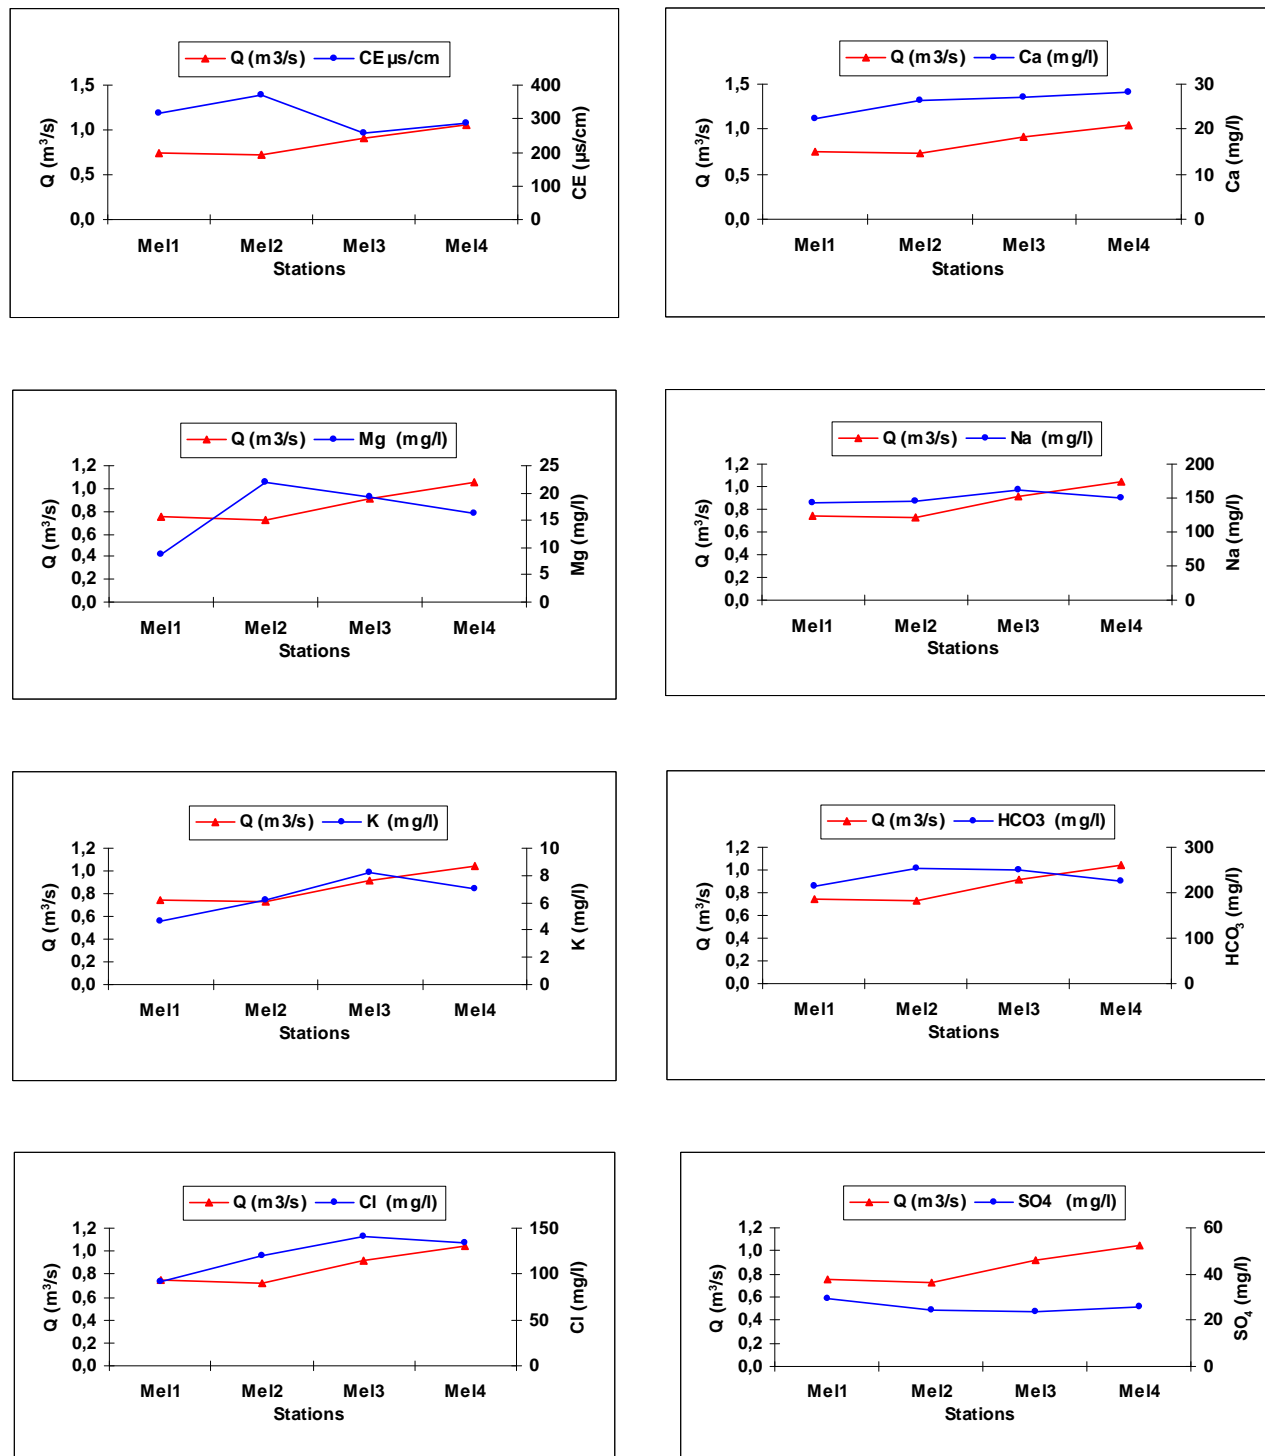 Q (m3/s) CE µs/cm
1,5
1,0
0,5
0,0
Q (m³/s)
400
300
200
100
0
CE (µs/cm)
Mel1 Mel2 Mel3 Mel4
Stations
Q (m3/s) Ca (mg/l)
1,5
1,0
0,5
0,0
Q (m³/s)
30
20
10
0
Ca (mg/l)
Mel1 Mel2 Mel3 Mel4
Stations
Q (m3/s) Mg (mg/l)
1,2
1,0
0,8
0,6
0,4
0,2
0,0
Q (m³/s)
25
20
15
10
5
0
Mg (mg/l)
Mel1 Mel2 Mel3 Mel4
Stations
Q (m3/s) Na (mg/l)
1,2
1,0
0,8
0,6
0,4
0,2
0,0
Q (m³/s)
200
150
100
50
0
Na (mg/l)
Mel1 Mel2 Mel3 Mel4
Stations
Q (m3/s) K (mg/l)
1,2
1,0
0,8
0,6
0,4
0,2
0,0
Q (m³/s)
10
8
6
4
2
0
K (mg/l)
Mel1 Mel2 Mel3 Mel4
Stations
Q (m3/s) HCO3 (mg/l)
1,2
1,0
0,8
0,6
0,4
0,2
0,0
Q (m³/s)
300
200
100
0
HCO₃ (mg/l)
Mel1 Mel2 Mel3 Mel4
Stations
Q (m3/s) Cl (mg/l)
1,2
1,0
0,8
0,6
0,4
0,2
0,0
Q (m³/s)
150
100
50
0
Cl (mg/l)
Mel1 Mel2 Mel3 Mel4
Stations
Q (m3/s) SO4 (mg/l)
1,2
1,0
0,8
0,6
0,4
0,2
0,0
Q (m³/s)
60
40
20
0
SO₄ (mg/l)
Mel1 Mel2 Mel3 Mel4
Stations